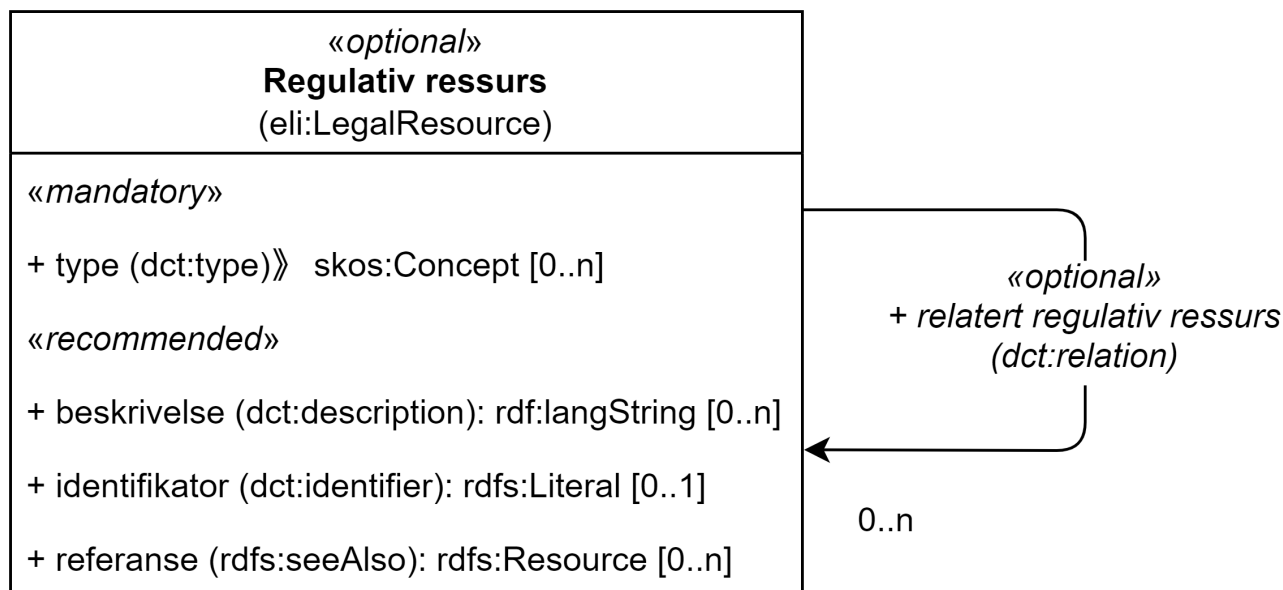 «optional»
Regulativ ressurs
(eli:LegalResource)
«mandatory»
+ type (dct:type)》 skos:Concept [0..n]
«recommended»
+ beskrivelse (dct:description): rdf:langString [0..n]
+ identifikator (dct:identifier): rdfs:Literal [0..1]
+ referanse (rdfs:seeAlso): rdfs:Resource [0..n]
«optional»
+ relatert regulativ ressurs
(dct:relation)
0..n